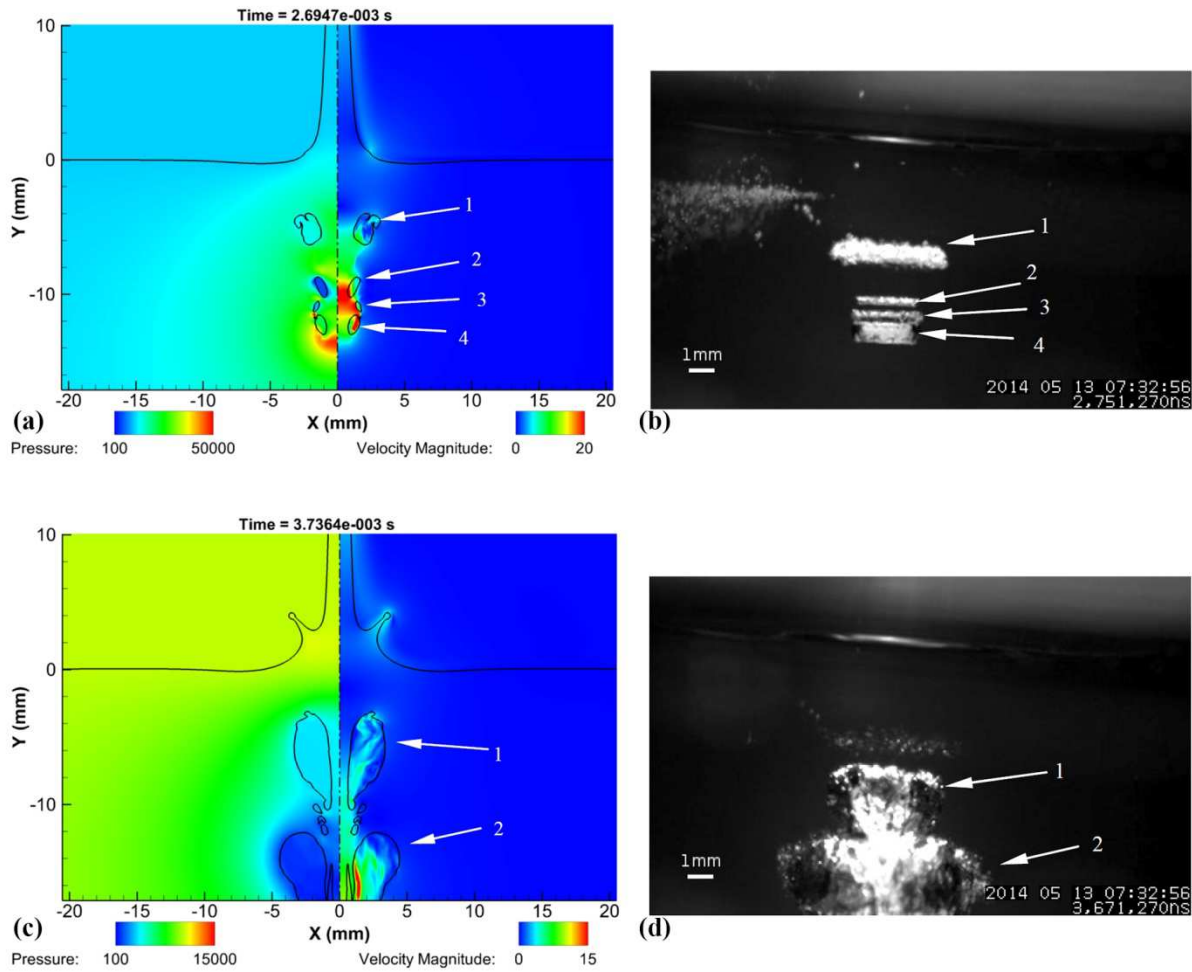 Time = 2.6947e-003 s
10
0
-10
Y (mm)
1
2
3
4
-20 -15 -10 -5 0 5 10 15 20
X (mm)
(a)
Pressure: 100 50000
Velocity Magnitude: 0 20
1
2
3
4
1mm
2014 05 13 07:32:56
2,751,270nS
(b)
Time = 3.7364e-003 s
10
0
-10
Y (mm)
1
2
-20 -15 -10 -5 0 5 10 15 20
X (mm)
(c)
Pressure: 100 15000
Velocity Magnitude: 0 15
1
2
1mm
2014 05 13 07:32:56
3,671,270nS
(d)